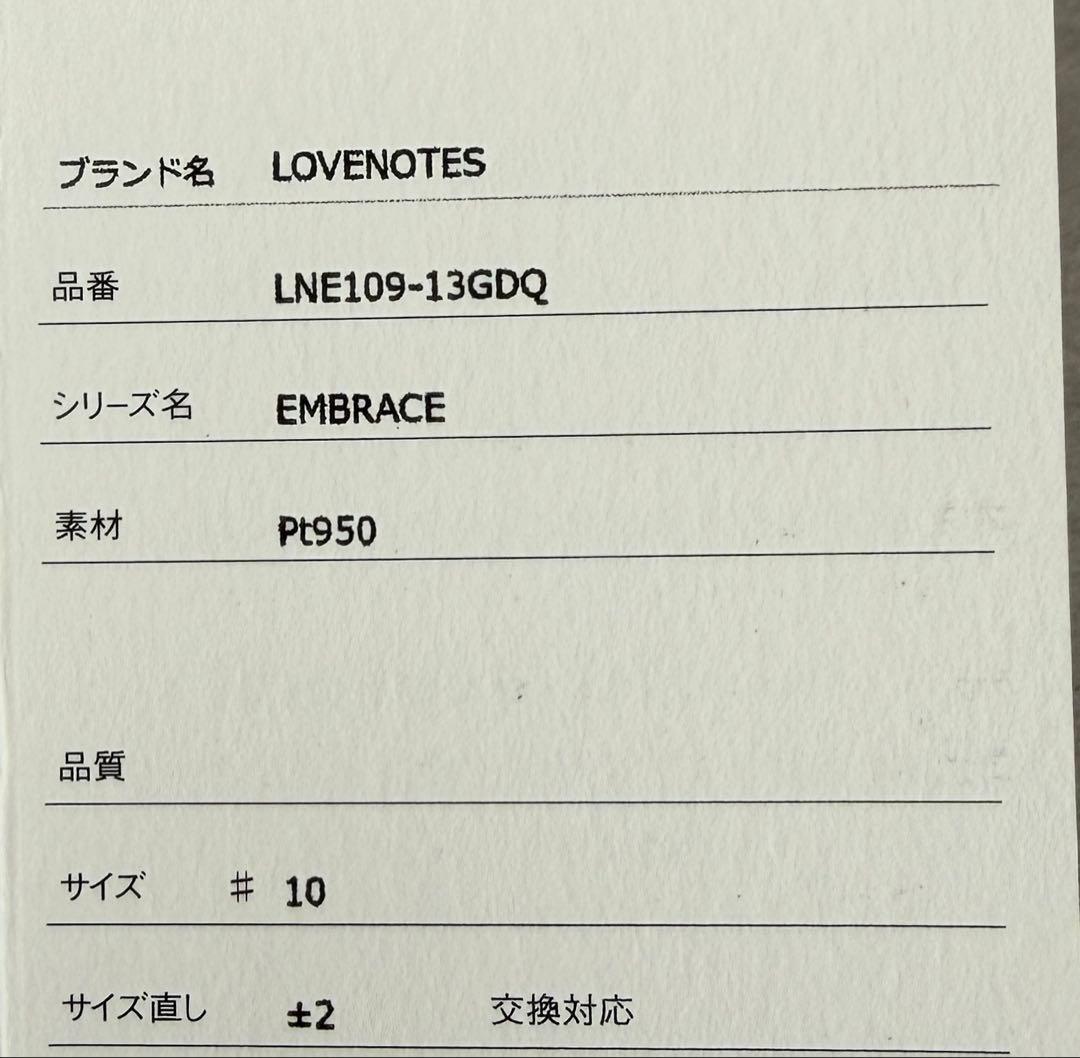 ブランド名 LOVENOTES
品番 LNE109-13GDQ
シリーズ名 EMBRACE
素材 Pt950
品質
サイズ # 10
サイズ直し ±2 交換対応